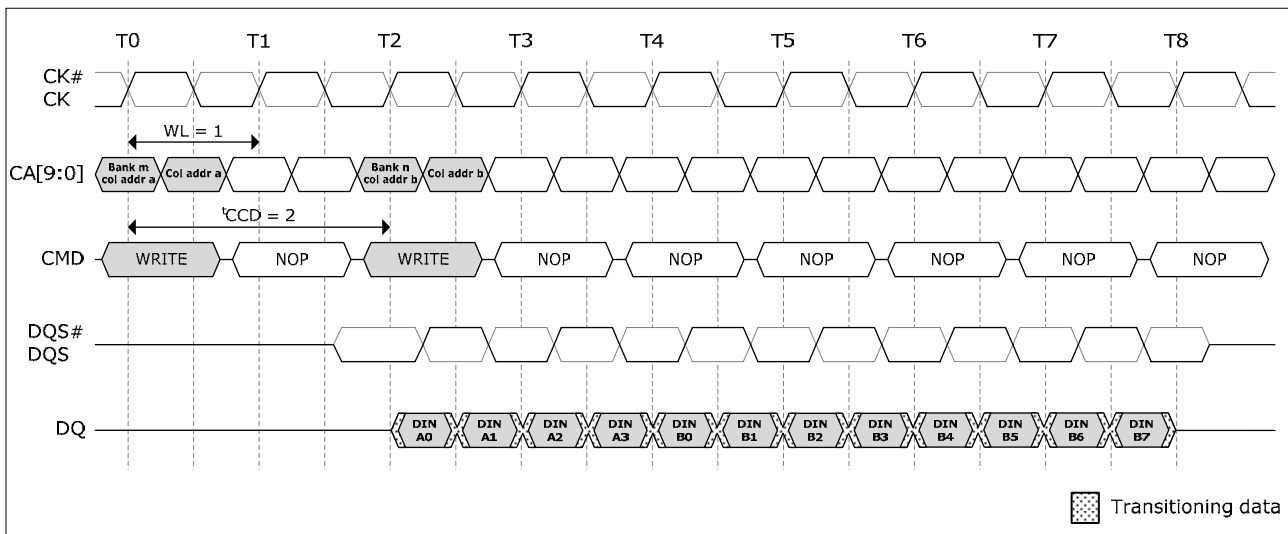 T0 T1 T2 T3 T4 T5 T6 T7 T8
CK#
CK
WL = 1
CA[9:0]
Bank m
col addr a
Col addr a
Bank n
col addr b
Col addr b
tCCD = 2
CMD
WRITE NOP WRITE NOP NOP NOP NOP NOP NOP
DQS#
DQS
DQ
DIN DIN DIN DIN DIN DIN DIN DIN DIN DIN DIN DIN
A0 A1 A2 A3 B0 B1 B2 B3 B4 B5 B6 B7
Transitioning data